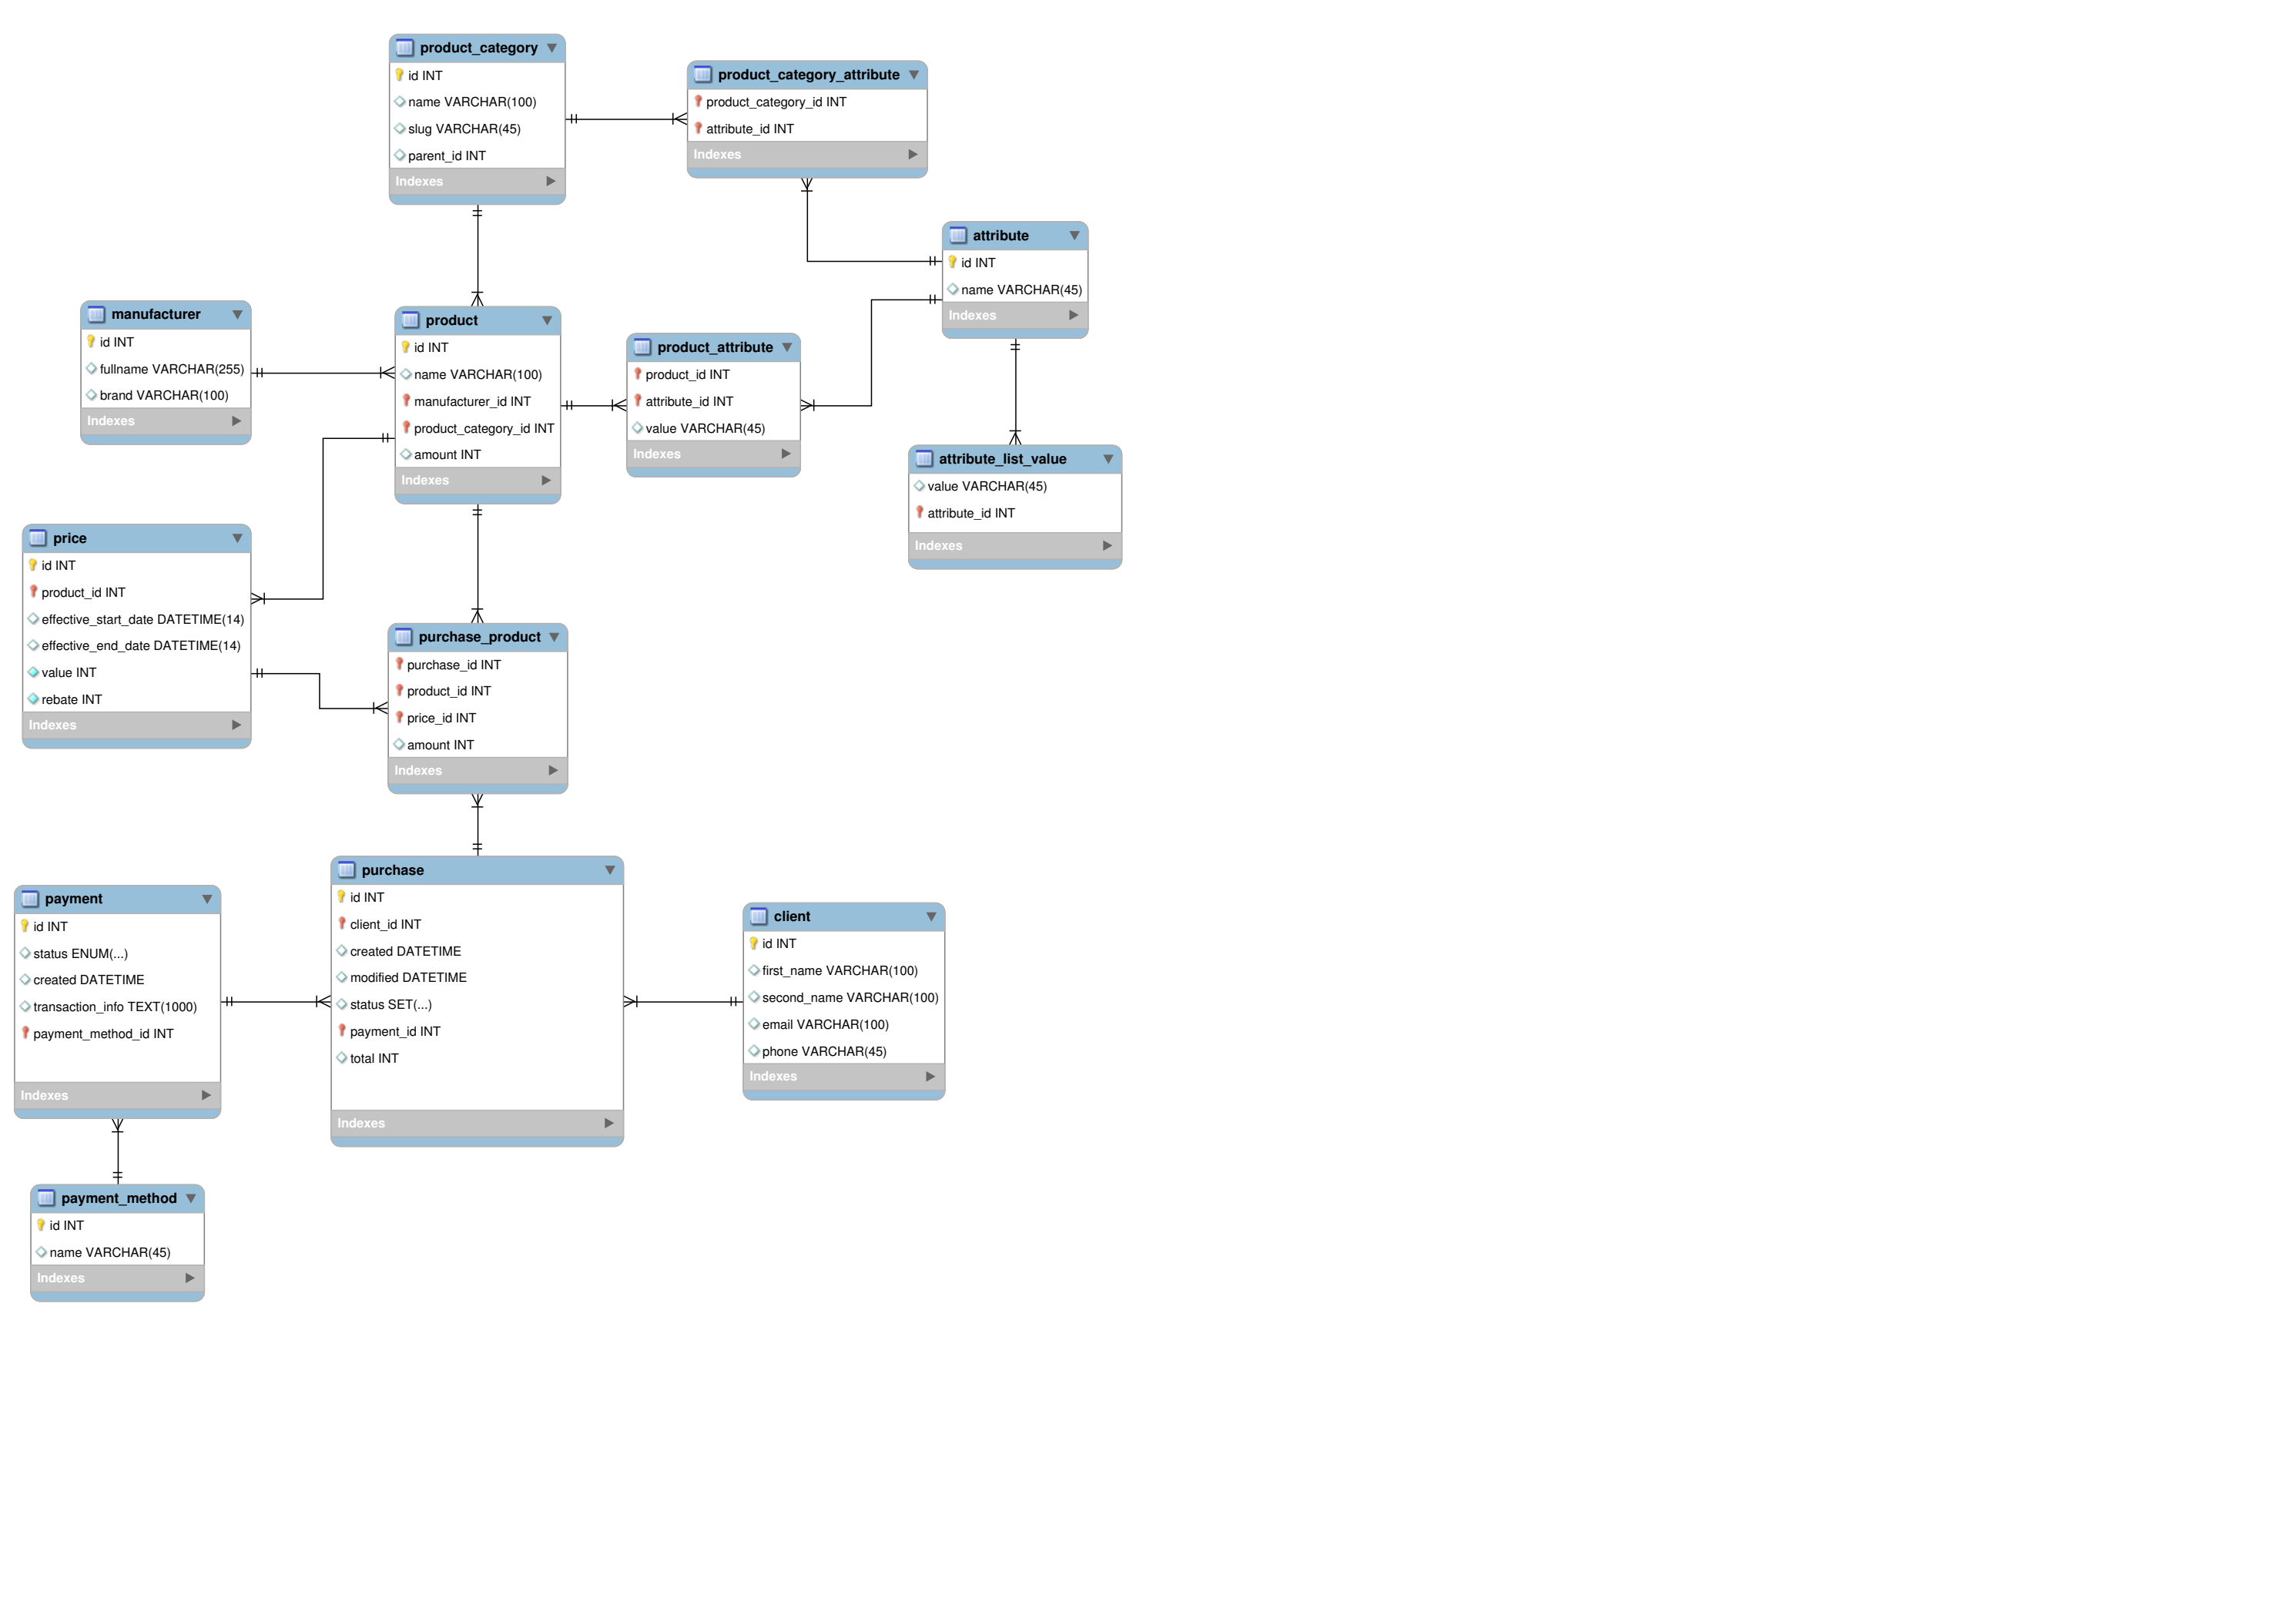 product_category
id INT
name VARCHAR(100)
slug VARCHAR(45)
parent_id INT
Indexes
product_category_attribute
product_category_id INT
attribute_id INT
Indexes
attribute
id INT
name VARCHAR(45)
Indexes
manufacturer
id INT
fullname VARCHAR(255)
brand VARCHAR(100)
Indexes
product
id INT
name VARCHAR(100)
manufacturer_id INT
product_category_id INT
amount INT
Indexes
product_attribute
product_id INT
attribute_id INT
value VARCHAR(45)
Indexes
attribute_list_value
value VARCHAR(45)
attribute_id INT
Indexes
price
id INT
product_id INT
effective_start_date DATETIME(14)
effective_end_date DATETIME(14)
value INT
rebate INT
Indexes
purchase_product
purchase_id INT
product_id INT
price_id INT
amount INT
Indexes
payment
id INT
status ENUM(...)
created DATETIME
transaction_info TEXT(1000)
payment_method_id INT
Indexes
purchase
id INT
client_id INT
created DATETIME
modified DATETIME
status SET(...)
payment_id INT
total INT
Indexes
client
id INT
first_name VARCHAR(100)
second_name VARCHAR(100)
email VARCHAR(100)
phone VARCHAR(45)
Indexes
payment_method
id INT
name VARCHAR(45)
Indexes